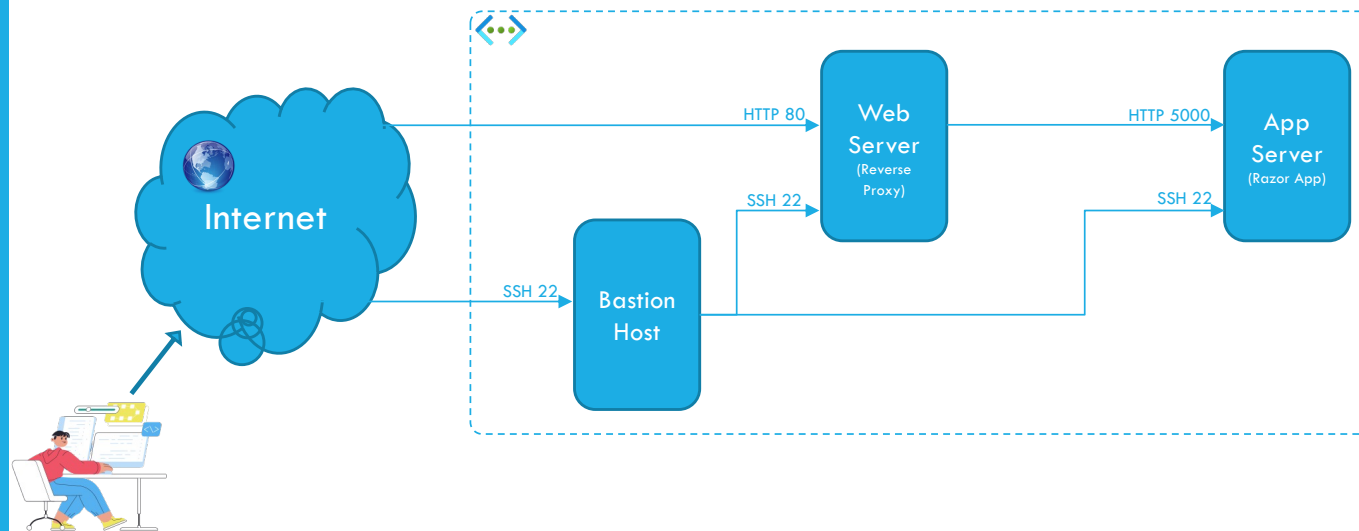 HTTP 80
Web
Server
(Reverse
Proxy)
HTTP 5000
App
Server
(Razor App)
SSH 22
SSH 22
Internet
SSH 22
Bastion
Host